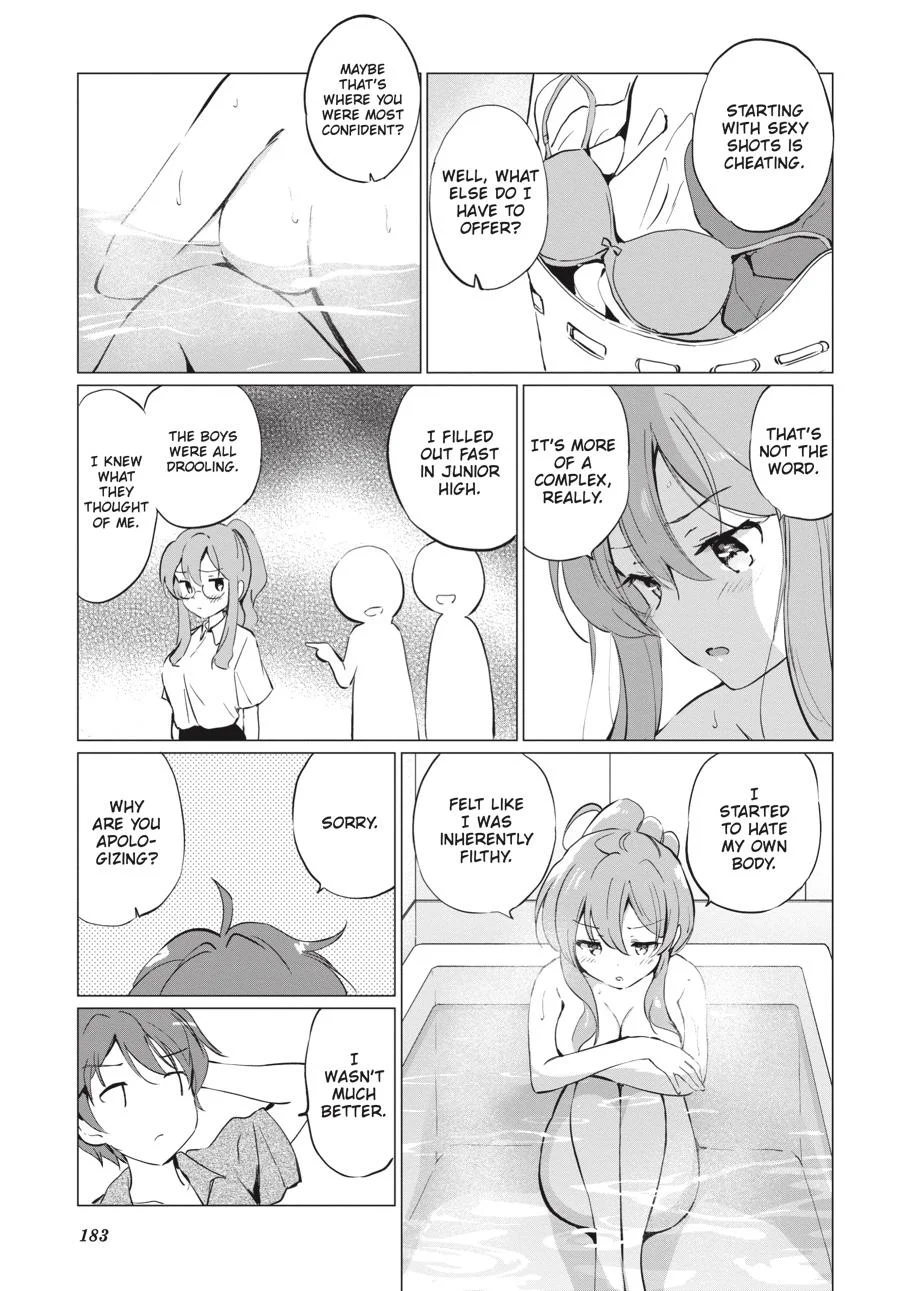 STARTING
WITH SEXY
SHOTS IS
CHEATING.
WELL, WHAT
ELSE DO I
HAVE TO
OFFER?
MAYBE
THAT'S
WHERE YOU
WERE MOST
CONFIDENT?
THAT'S
NOT THE
WORD.
IT'S MORE
OF A
COMPLEX,
REALLY.
I FILLED
OUT FAST
IN JUNIOR
HIGH.
THE BOYS
WERE ALL
DROOLING.
I KNEW
WHAT
THEY
THOUGHT
OF ME.
I
STARTED
TO HATE
MY OWN
BODY.
FELT LIKE
I WAS
INHERENTLY
FILTHY.
SORRY.
WHY
ARE YOU
APOLO-
GIZING?
I
WASN'T
MUCH
BETTER.
183